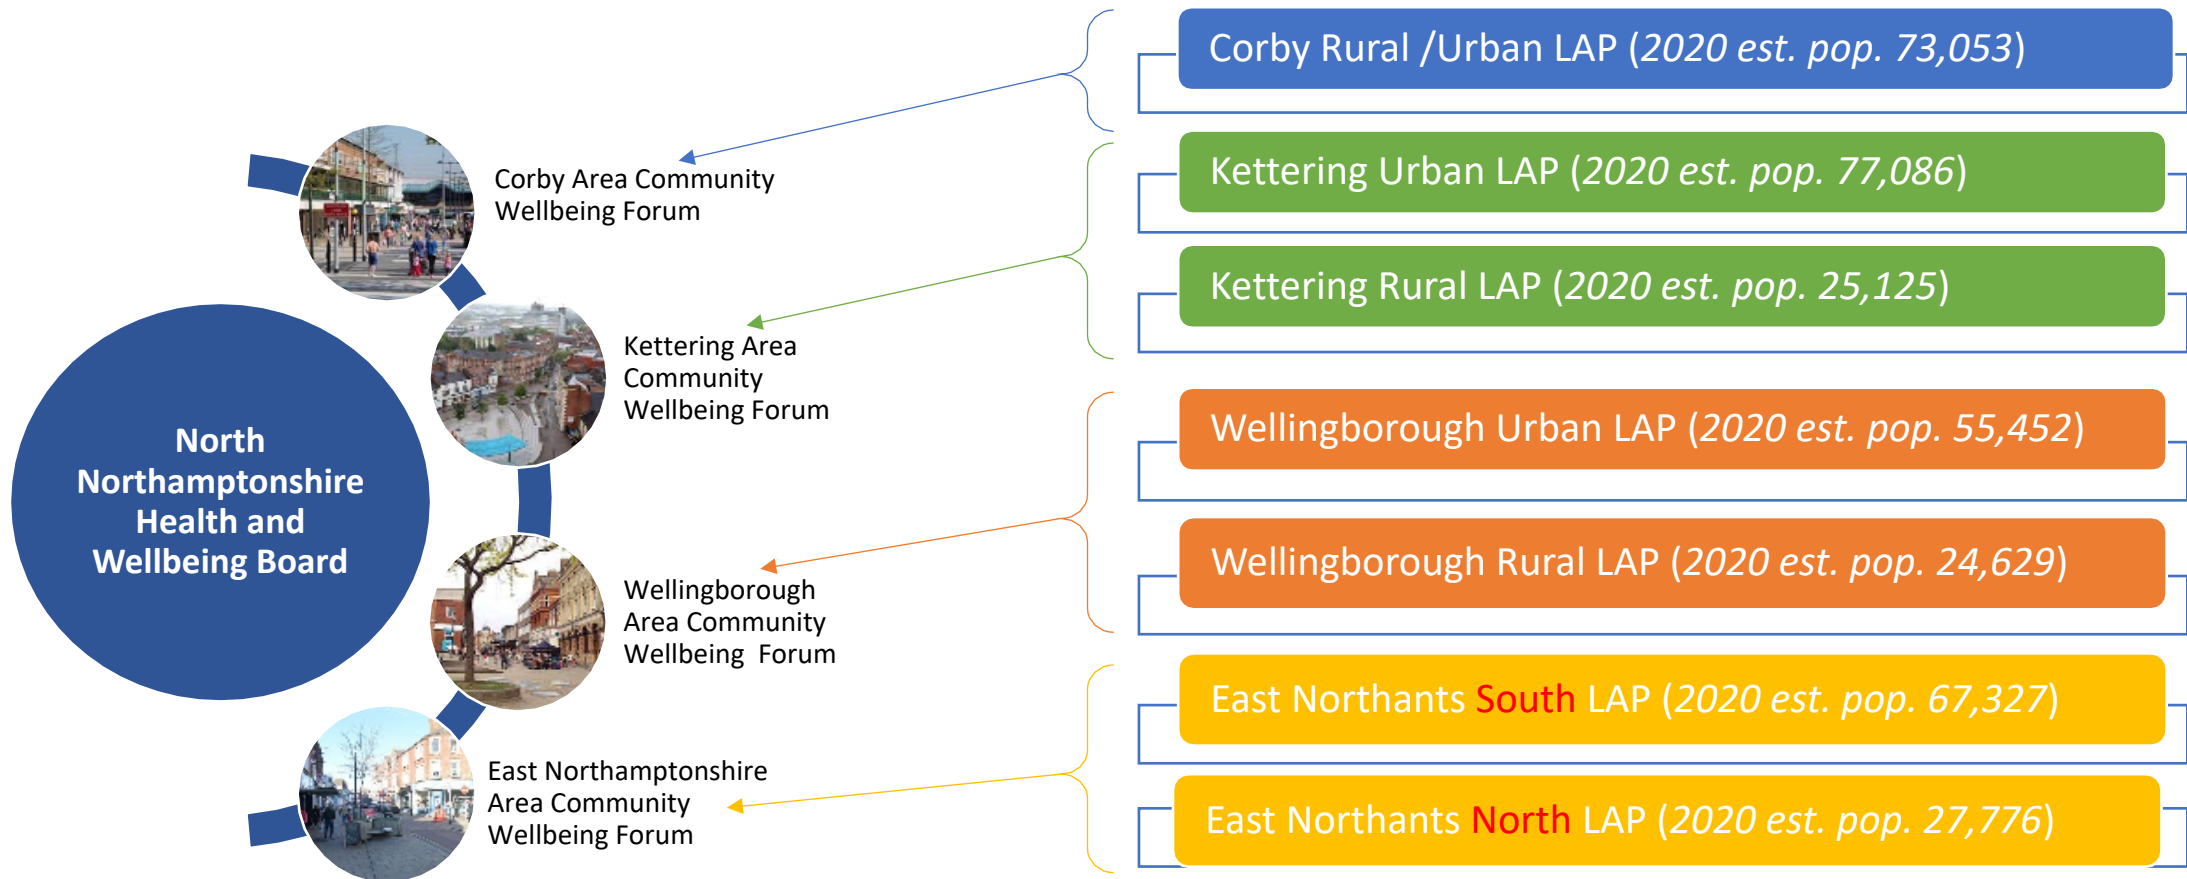 North
Northamptonshire
Health and
Wellbeing Board
Corby Area Community
Wellbeing Forum
Kettering Area
Community
Wellbeing Forum
Wellingborough
Area Community
Wellbeing  Forum
East Northamptonshire
Area Community
Wellbeing Forum
Corby Rural /Urban LAP (2020 est. pop. 73,053)
Kettering Urban LAP (2020 est. pop. 77,086)
Kettering Rural LAP (2020 est. pop. 25,125)
Wellingborough Urban LAP (2020 est. pop. 55,452)
Wellingborough Rural LAP (2020 est. pop. 24,629)
East Northants South LAP (2020 est. pop. 67,327)
East Northants North LAP (2020 est. pop. 27,776)